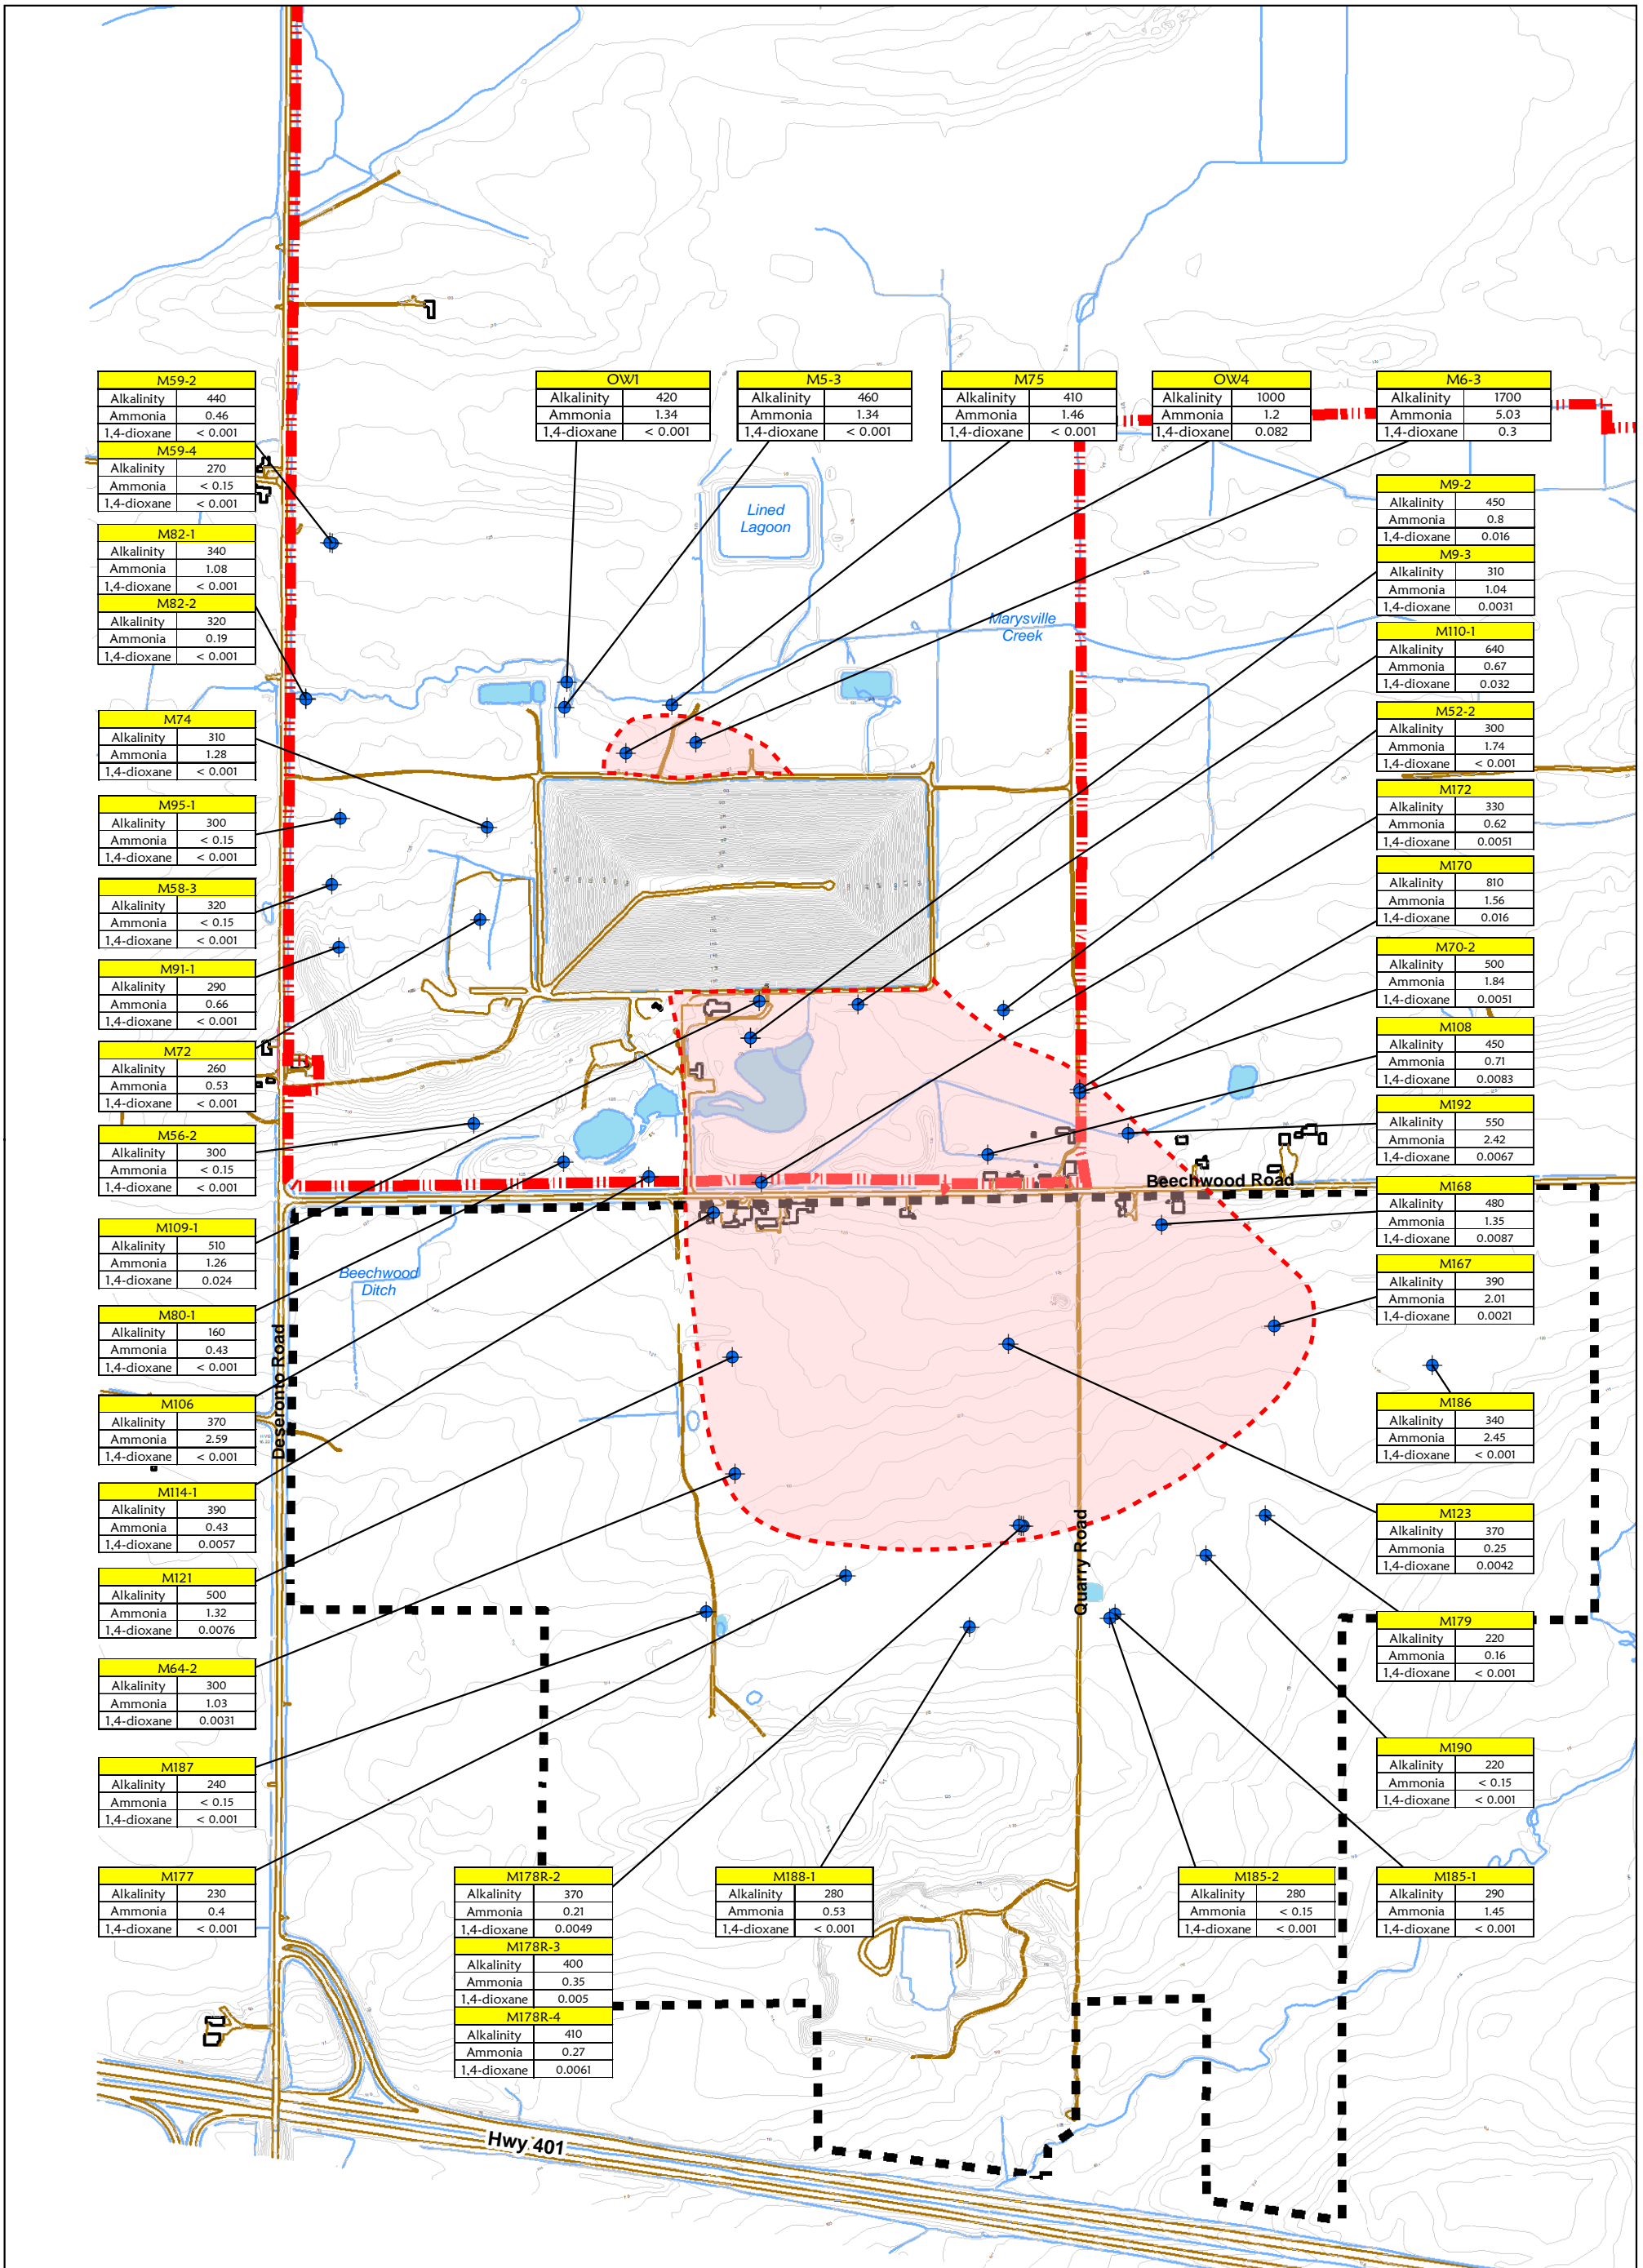 M59-2
Alkalinity 440
Ammonia 0.46
1,4-dioxane < 0.001
M59-4
Alkalinity 270
Ammonia < 0.15
1,4-dioxane < 0.001
M82-1
Alkalinity 340
Ammonia 1.08
1,4-dioxane < 0.001
M82-2
Alkalinity 320
Ammonia 0.19
1,4-dioxane < 0.001
M74
Alkalinity 310
Ammonia 1.28
1,4-dioxane < 0.001
M95-1
Alkalinity 300
Ammonia < 0.15
1,4-dioxane < 0.001
M58-3
Alkalinity 320
Ammonia < 0.15
1,4-dioxane < 0.001
M91-1
Alkalinity 290
Ammonia 0.66
1,4-dioxane < 0.001
M72
Alkalinity 260
Ammonia 0.53
1,4-dioxane < 0.001
M56-2
Alkalinity 300
Ammonia < 0.15
1,4-dioxane < 0.001
M109-1
Alkalinity 510
Ammonia 1.26
1,4-dioxane 0.024
M80-1
Alkalinity 160
Ammonia 0.43
1,4-dioxane < 0.001
M106
Alkalinity 370
Ammonia 2.59
1,4-dioxane < 0.001
M114-1
Alkalinity 390
Ammonia 0.43
1,4-dioxane 0.0057
M121
Alkalinity 500
Ammonia 1.32
1,4-dioxane 0.0076
M64-2
Alkalinity 300
Ammonia 1.03
1,4-dioxane 0.0031
M187
Alkalinity 240
Ammonia < 0.15
1,4-dioxane < 0.001
M177
Alkalinity 230
Ammonia 0.4
1,4-dioxane < 0.001
OW1
Alkalinity 420
Ammonia 1.34
1,4-dioxane < 0.001
M5-3
Alkalinity 460
Ammonia 1.34
1,4-dioxane < 0.001
M75
Alkalinity 410
Ammonia 1.46
1,4-dioxane < 0.001
OW4
Alkalinity 1000
Ammonia 1.2
1,4-dioxane 0.082
M6-3
Alkalinity 1700
Ammonia 5.03
1,4-dioxane 0.3
Lined
Lagoon
Marysville
Creek
Beechwood Road
Beechwood
Ditch
Deseronto Road
Quarry Road
Hwy 401
M9-2
Alkalinity 450
Ammonia 0.8
1,4-dioxane 0.016
M9-3
Alkalinity 310
Ammonia 1.04
1,4-dioxane 0.0031
M110-1
Alkalinity 640
Ammonia 0.67
1,4-dioxane 0.032
M52-2
Alkalinity 300
Ammonia 1.74
1,4-dioxane < 0.001
M172
Alkalinity 330
Ammonia 0.62
1,4-dioxane 0.0051
M170
Alkalinity 810
Ammonia 1.56
1,4-dioxane 0.016
M70-2
Alkalinity 500
Ammonia 1.84
1,4-dioxane 0.0051
M108
Alkalinity 450
Ammonia 0.71
1,4-dioxane 0.0083
M192
Alkalinity 550
Ammonia 2.42
1,4-dioxane 0.0067
M168
Alkalinity 480
Ammonia 1.35
1,4-dioxane 0.0087
M167
Alkalinity 390
Ammonia 2.01
1,4-dioxane 0.0021
M186
Alkalinity 340
Ammonia 2.45
1,4-dioxane < 0.001
M123
Alkalinity 370
Ammonia 0.25
1,4-dioxane 0.0042
M179
Alkalinity 220
Ammonia 0.16
1,4-dioxane < 0.001
M190
Alkalinity 220
Ammonia < 0.15
1,4-dioxane < 0.001
M178R-2
Alkalinity 370
Ammonia 0.21
1,4-dioxane 0.0049
M178R-3
Alkalinity 400
Ammonia 0.35
1,4-dioxane 0.005
M178R-4
Alkalinity 410
Ammonia 0.27
1,4-dioxane 0.0061
M188-1
Alkalinity 280
Ammonia 0.53
1,4-dioxane < 0.001
M185-2
Alkalinity 280
Ammonia < 0.15
1,4-dioxane < 0.001
M185-1
Alkalinity 290
Ammonia 1.45
1,4-dioxane < 0.001